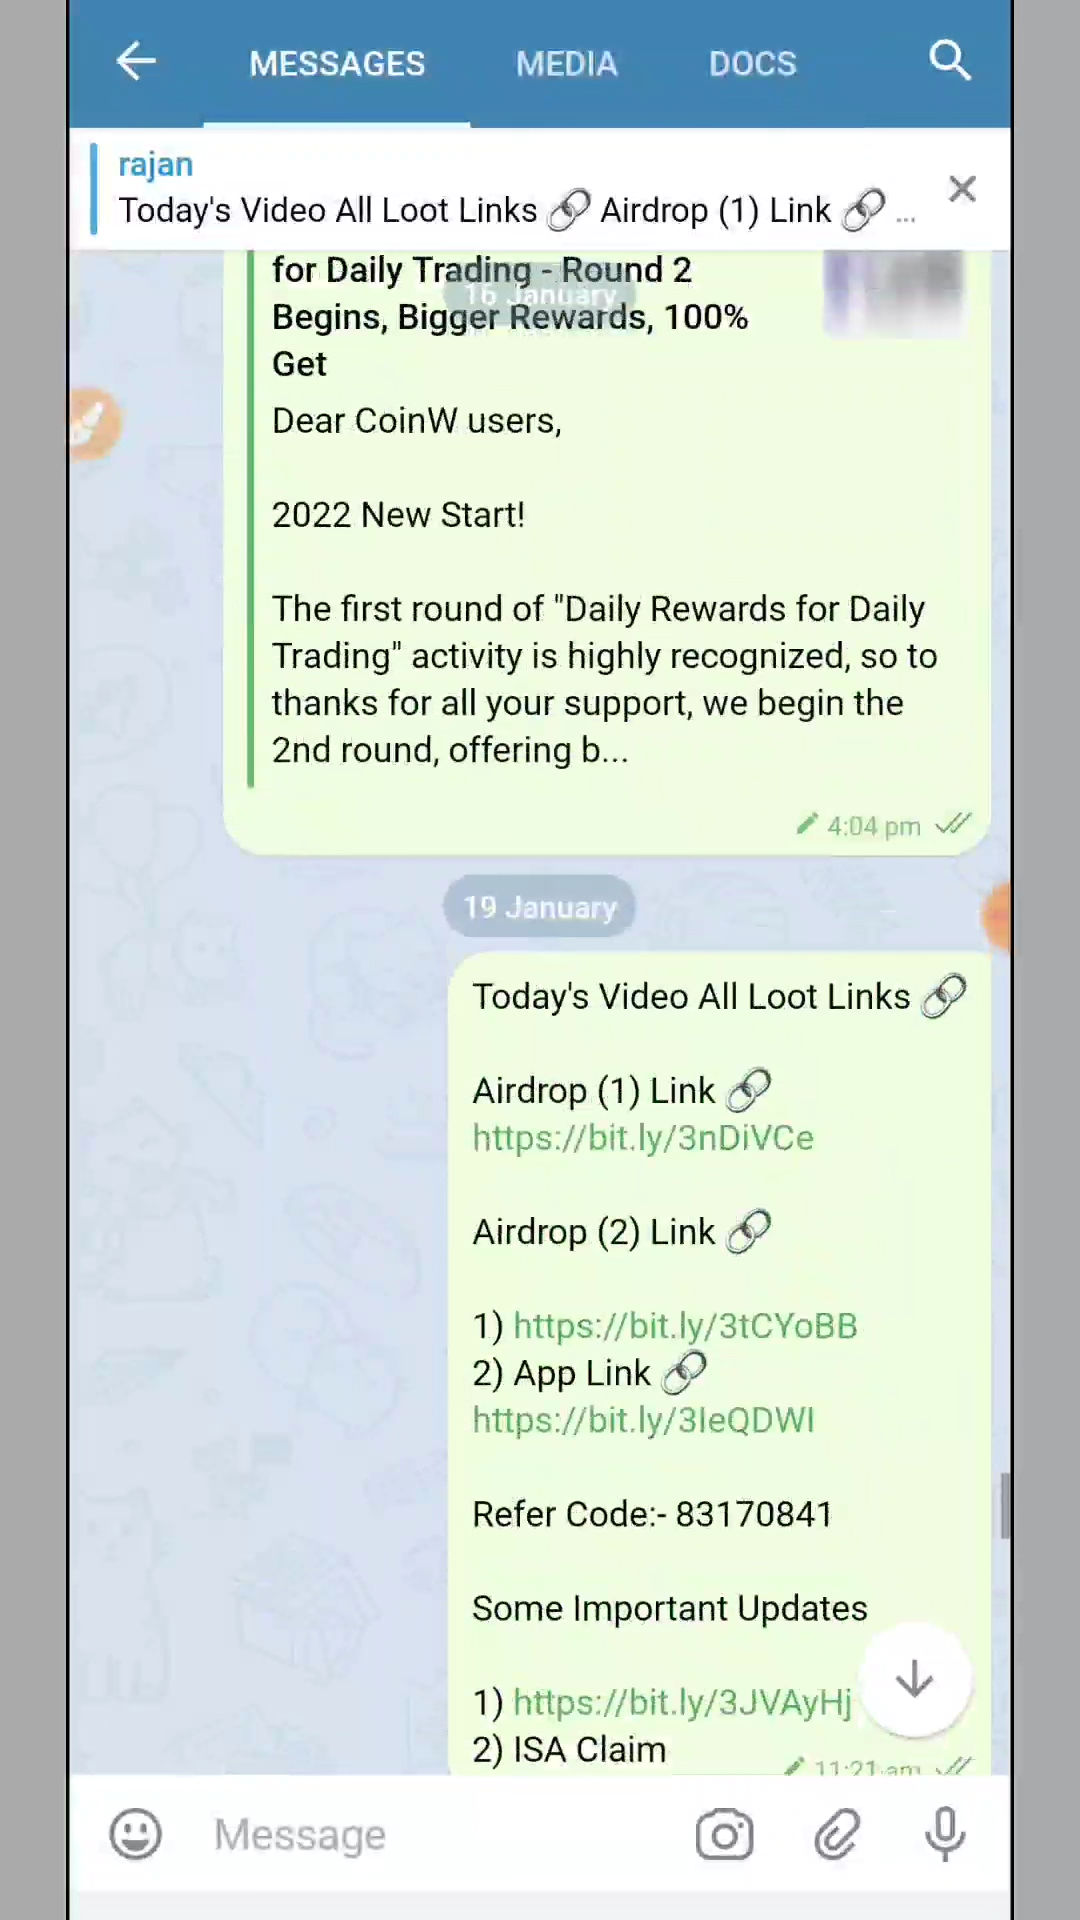 MESSAGES MEDIA DOCS
rajan
Today's Video All Loot Links 🔗 Airdrop (1) Link 🔗 ...
for Daily Trading - Round 2
16 January
Begins, Bigger Rewards, 100%
Get
Dear CoinW users,
2022 New Start!
The first round of "Daily Rewards for Daily
Trading" activity is highly recognized, so to
thanks for all your support, we begin the
2nd round, offering b...
4:04 pm
19 January
Today's Video All Loot Links 🔗
Airdrop (1) Link 🔗
https://bit.ly/3nDiVCe
Airdrop (2) Link 🔗
1) https://bit.ly/3tCYoBB
2) App Link 🔗
https://bit.ly/3IeQDWI
Refer Code:- 83170841
Some Important Updates
1) https://bit.ly/3JVAyHj
2) ISA Claim
11:21 am
Message